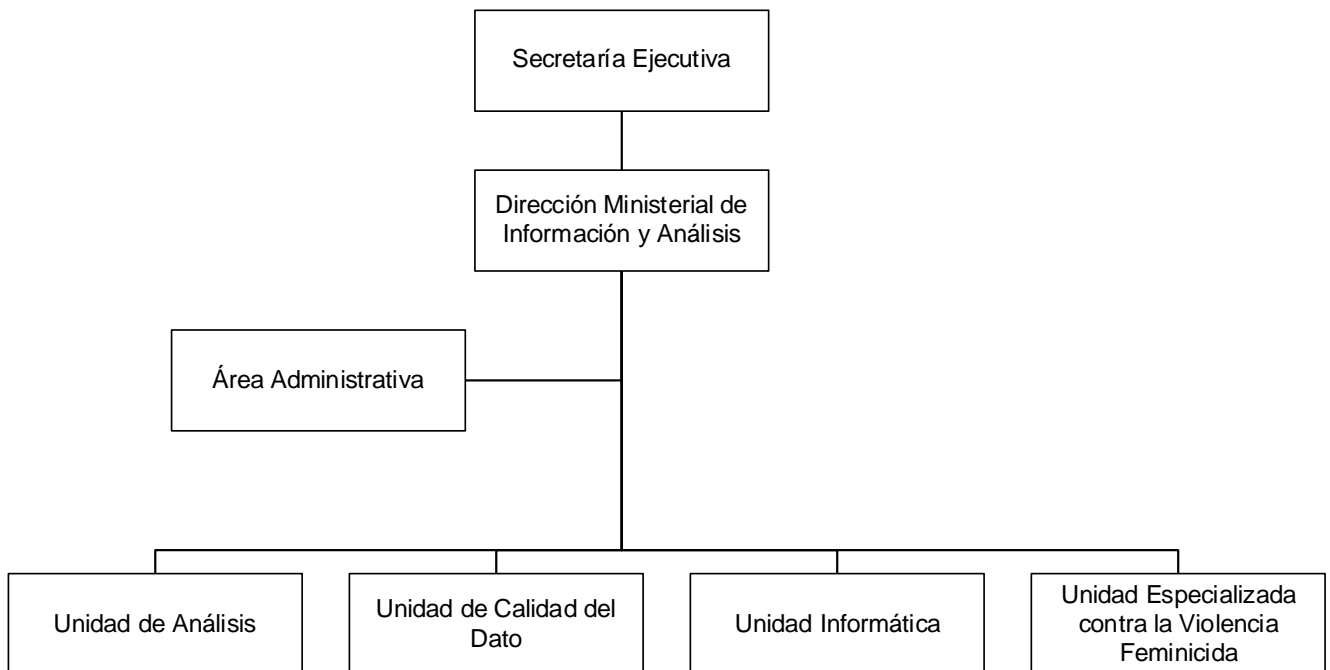 Secretaría Ejecutiva
Dirección Ministerial de
Información y Análisis
Área Administrativa
Unidad de Análisis
Unidad de Calidad del
Dato
Unidad Informática
Unidad Especializada
contra la Violencia
Feminicida